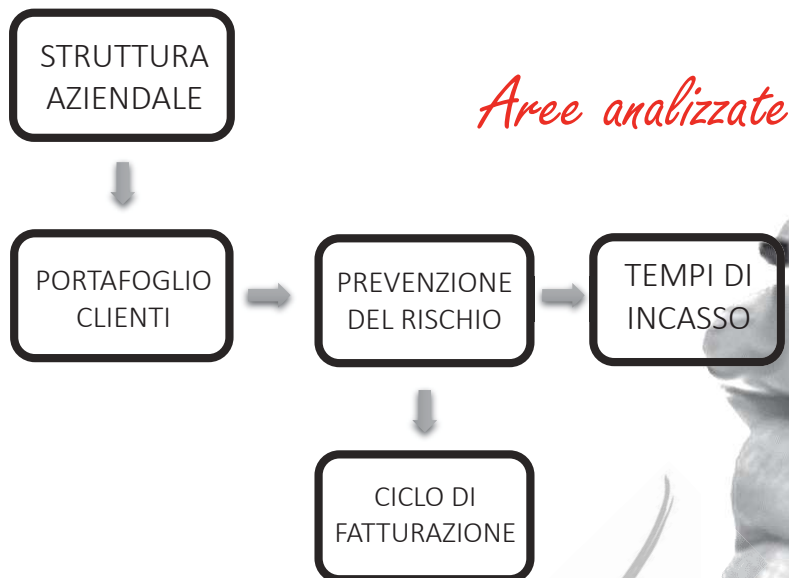 STRUTTURA
AZIENDALE
Aree analizzate
PORTAFOGLIO
CLIENTI
PREVENZIONE
DEL RISCHIO
TEMPI DI
INCASSO
CICLO DI
FATTURAZIONE